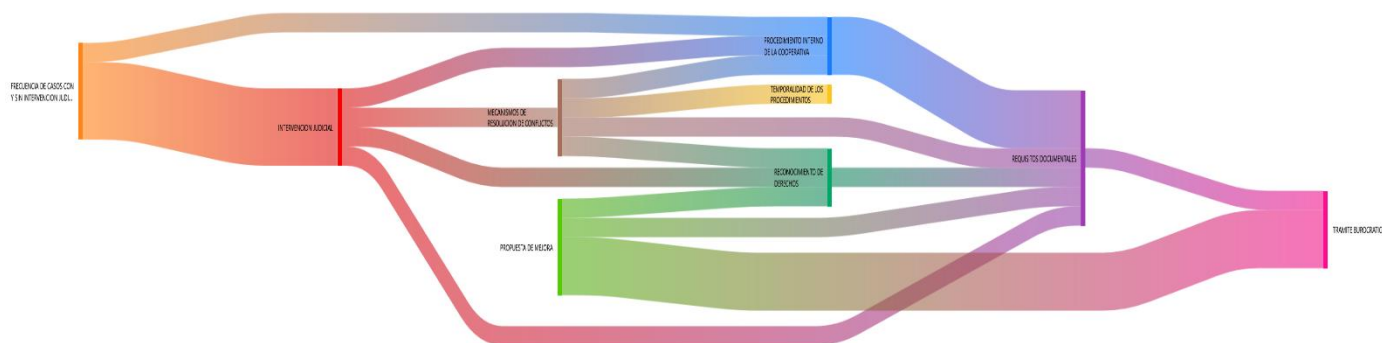 FRECUENCIA DE CASOS CON
Y SIN INTERVENCION JUDI...
INTERVENCION JUDICIAL
MECANISMOS DE
RESOLUCION DE CONFLICTOS
PROPUESTA DE MEJORA
PROCEDIMIENTO INTERNO
DE LA COOPERATIVA
TEMPORALIDAD DE LOS
PROCEDIMIENTOS
RECONOCIMIENTO DE
DERECHOS
REQUISITOS DOCUMENTALES
TRAMITE BUROCRATIC